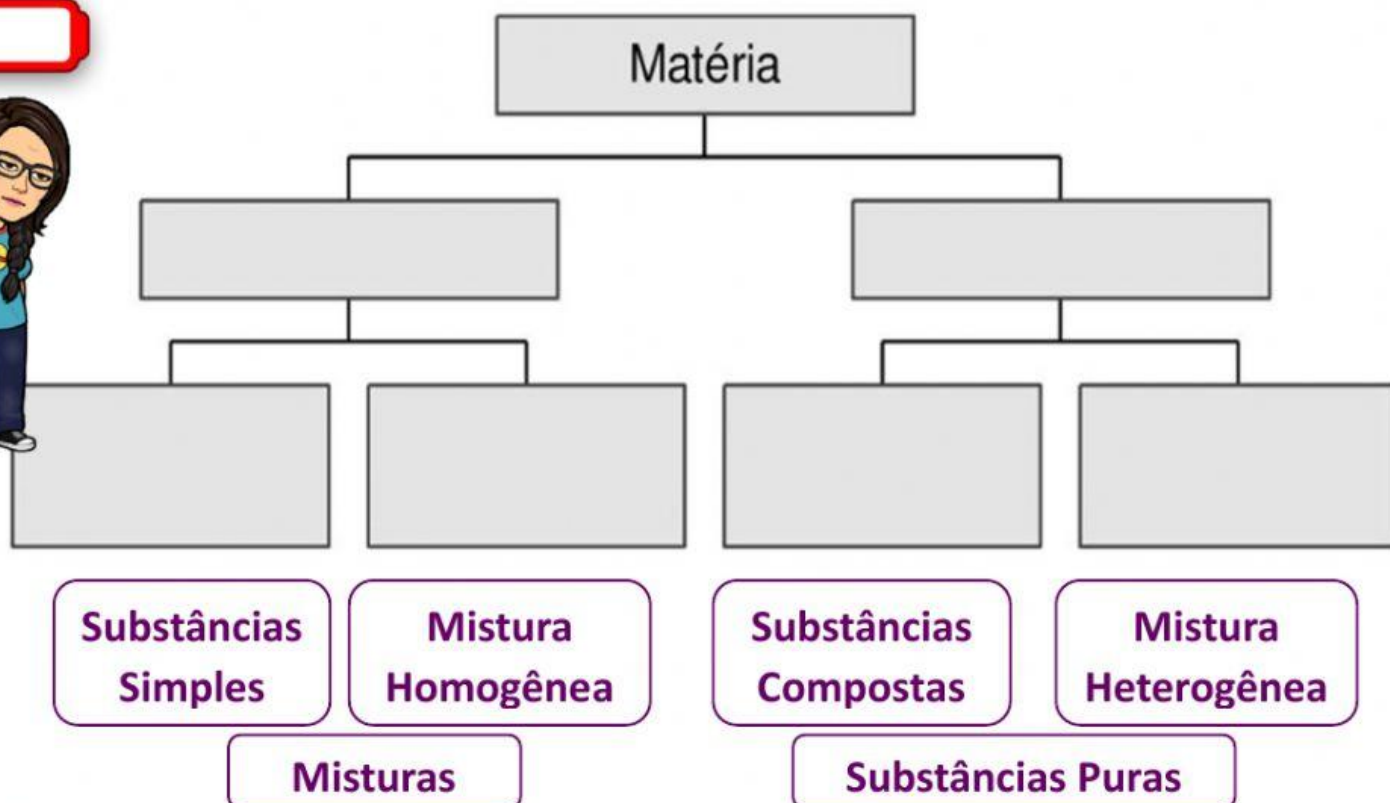 Matéria
Substâncias
Simples
Mistura
Homogênea
Substâncias
Compostas
Mistura
Heterogênea
Misturas
Substâncias Puras